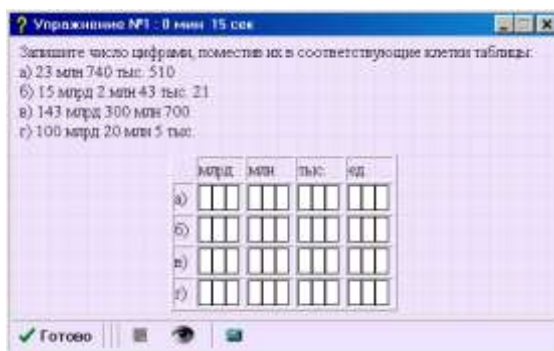 Упражнение №1 : 0 мин 15 сек
Запишите число цифрами, поместив их в соответствующие клетки таблицы.
а) 23 млн 740 тыс. 510
б) 15 млрд 2 млн 43 тыс. 21
в) 143 млрд 300 млн 700
г) 100 млрд 20 млн 5 тыс.
млрд млн тыс. ед
а)
б)
в)
г)
Готово